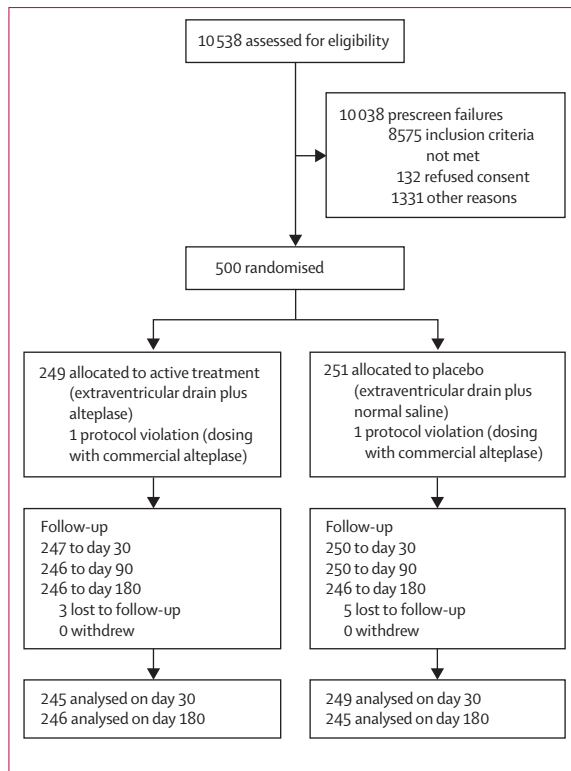 10 538 assessed for eligibility
10 038 prescreen failures
8575 inclusion criteria
not met
132 refused consent
1331 other reasons
500 randomised
249 allocated to active treatment
(extraventricular drain plus
alteplase)
1 protocol violation (dosing
with commercial alteplase)
251 allocated to placebo
(extraventricular drain plus
normal saline)
1 protocol violation (dosing
with commercial alteplase)
Follow-up
247 to day 30
246 to day 90
246 to day 180
3 lost to follow-up
0 withdrew
Follow-up
250 to day 30
250 to day 90
246 to day 180
5 lost to follow-up
0 withdrew
245 analysed on day 30
246 analysed on day 180
249 analysed on day 30
245 analysed on day 180